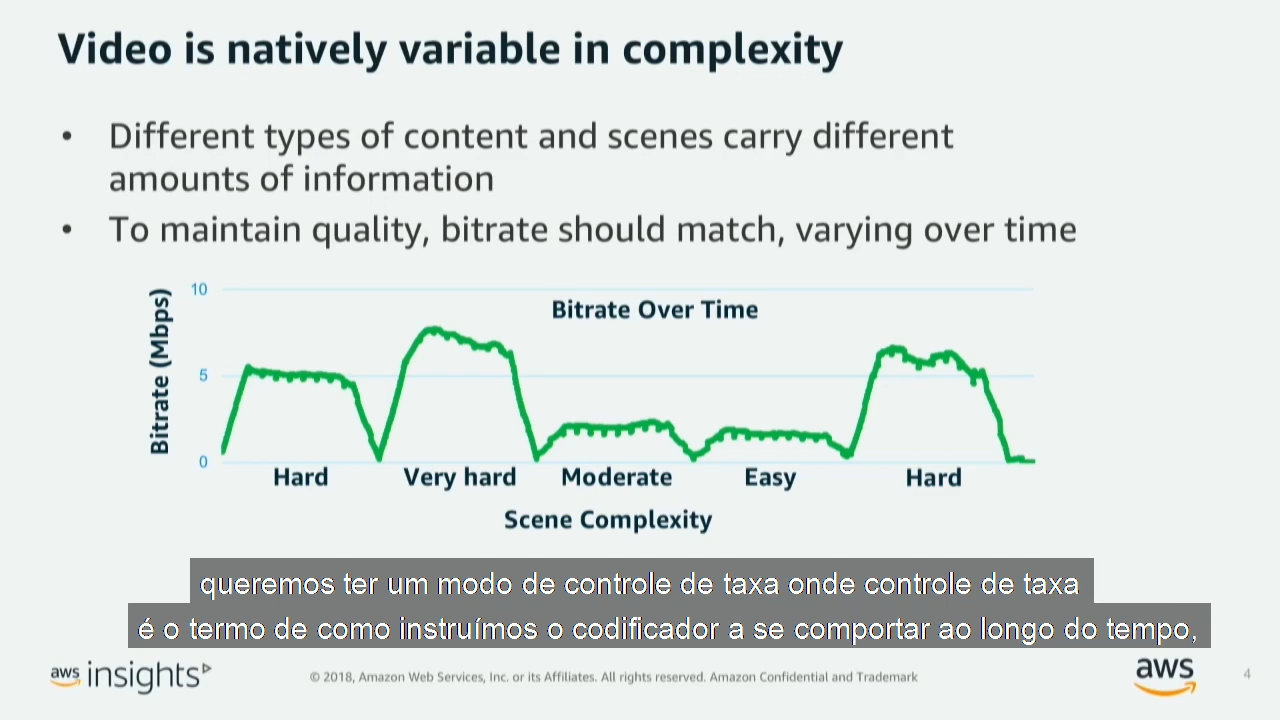 Video is natively variable in complexity
• Different types of content and scenes carry different
amounts of information
• To maintain quality, bitrate should match, varying over time
Bitrate (Mbps)
10
5
0
Bitrate Over Time
Hard Very hard Moderate Easy Hard
Scene Complexity
queremos ter um modo de controle de taxa onde controle de taxa
é o termo de como instruímos o codificador a se comportar ao longo do tempo,
aws insights
© 2018, Amazon Web Services, Inc. or its Affiliates. All rights reserved. Amazon Confidential and Trademark
aws
4